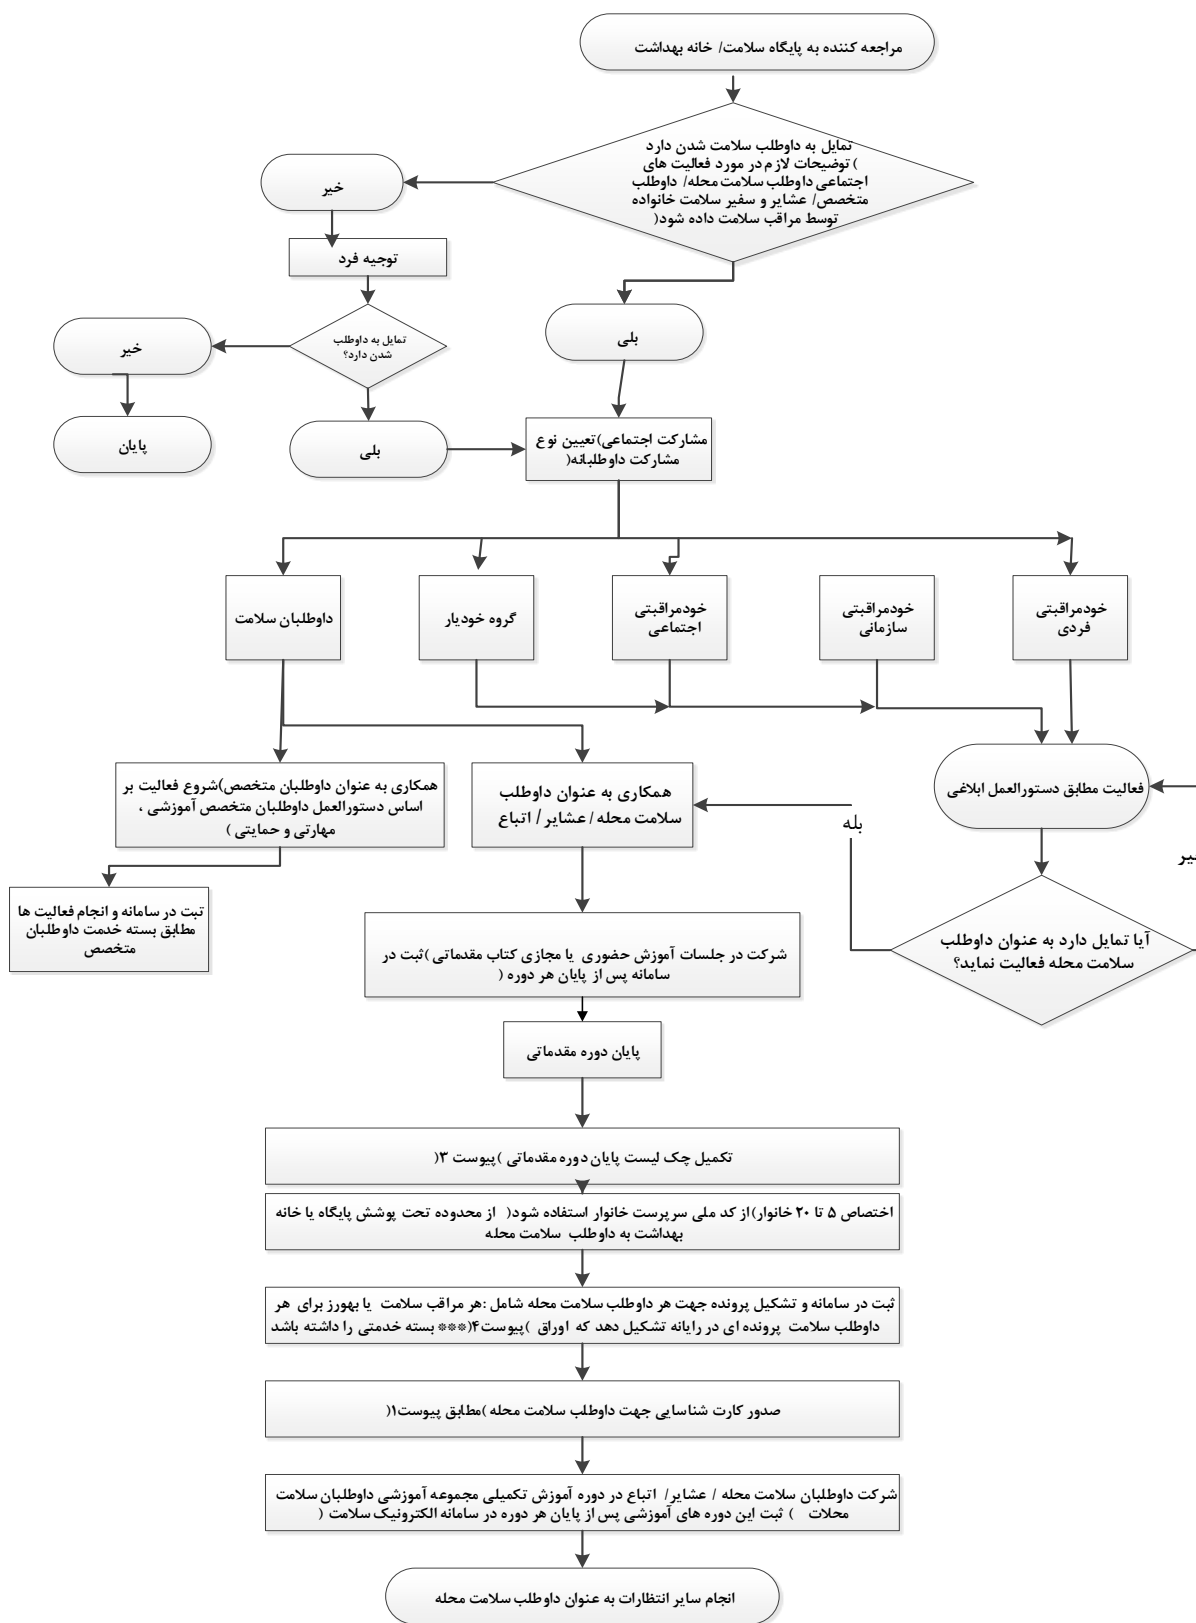 مراجعه کننده به پایگاه سلامت/ خانه بهداشت
تمایل به داوطلب سلامت شدن دارد
)توضیحات لازم در مورد فعالیت های
اجتماعی داوطلب سلامت محله/ داوطلب
متخصص/ عشایر و سفیر سلامت خانواده
توسط مراقب سلامت داده شود(
خیر
توجیه فرد
تمایل به داوطلب
شدن دارد؟
خیر
پایان
بلی
بلی
مشارکت اجتماعی)تعیین نوع
مشارکت داوطلبانه(
خودمراقبتی
فردی
خودمراقبتی
سازمانی
خودمراقبتی
اجتماعی
گروه خودیار
داوطلبان سلامت
فعالیت مطابق دستورالعمل ابلاغی
همکاری به عنوان داوطلب
سلامت محله / عشایر/ اتباع
همکاری به عنوان داوطلبان متخصص)شروع فعالیت بر
اساس دستورالعمل داوطلبان متخصص آموزشی ،
مهارتی و حمایتی )
بله
یر
ثبت در سامانه و انجام فعالیت ها
مطابق بسته خدمت داوطلبان
متخصص
آیا تمایل دارد به عنوان داوطلب
سلامت محله فعالیت نماید؟
شرکت در جلسات آموزش حضوری یا مجازی کتاب مقدماتی )ثبت در
سامانه پس از پایان هر دوره (
پایان دوره مقدماتی
تکمیل چک لیست پایان دوره مقدماتی )پیوست ۳(
اختصاص ۵ تا ۲۰ خانوار)از کد ملی سرپرست خانوار استفاده شود( از محدوده تحت پوشش پایگاه یا خانه
بهداشت به داوطلب سلامت محله
ثبت در سامانه و تشکیل پرونده جهت هر داوطلب سلامت محله شامل :هر مراقب سلامت یا بهورز برای هر
داوطلب سلامت پرونده ای در رایانه تشکیل دهد که اوراق )پیوست۴(*** بسته خدمتی را داشته باشد
صدور کارت شناسایی جهت داوطلب سلامت محله )مطابق پیوست۱(
شرکت داوطلبان سلامت محله / عشایر/ اتباع در دوره آموزش تکمیلی مجموعه آموزشی داوطلبان سلامت
محلات ) ثبت این دوره های آموزشی پس از پایان هر دوره در سامانه الکترونیک سلامت (
انجام سایر انتظارات به عنوان داوطلب سلامت محله